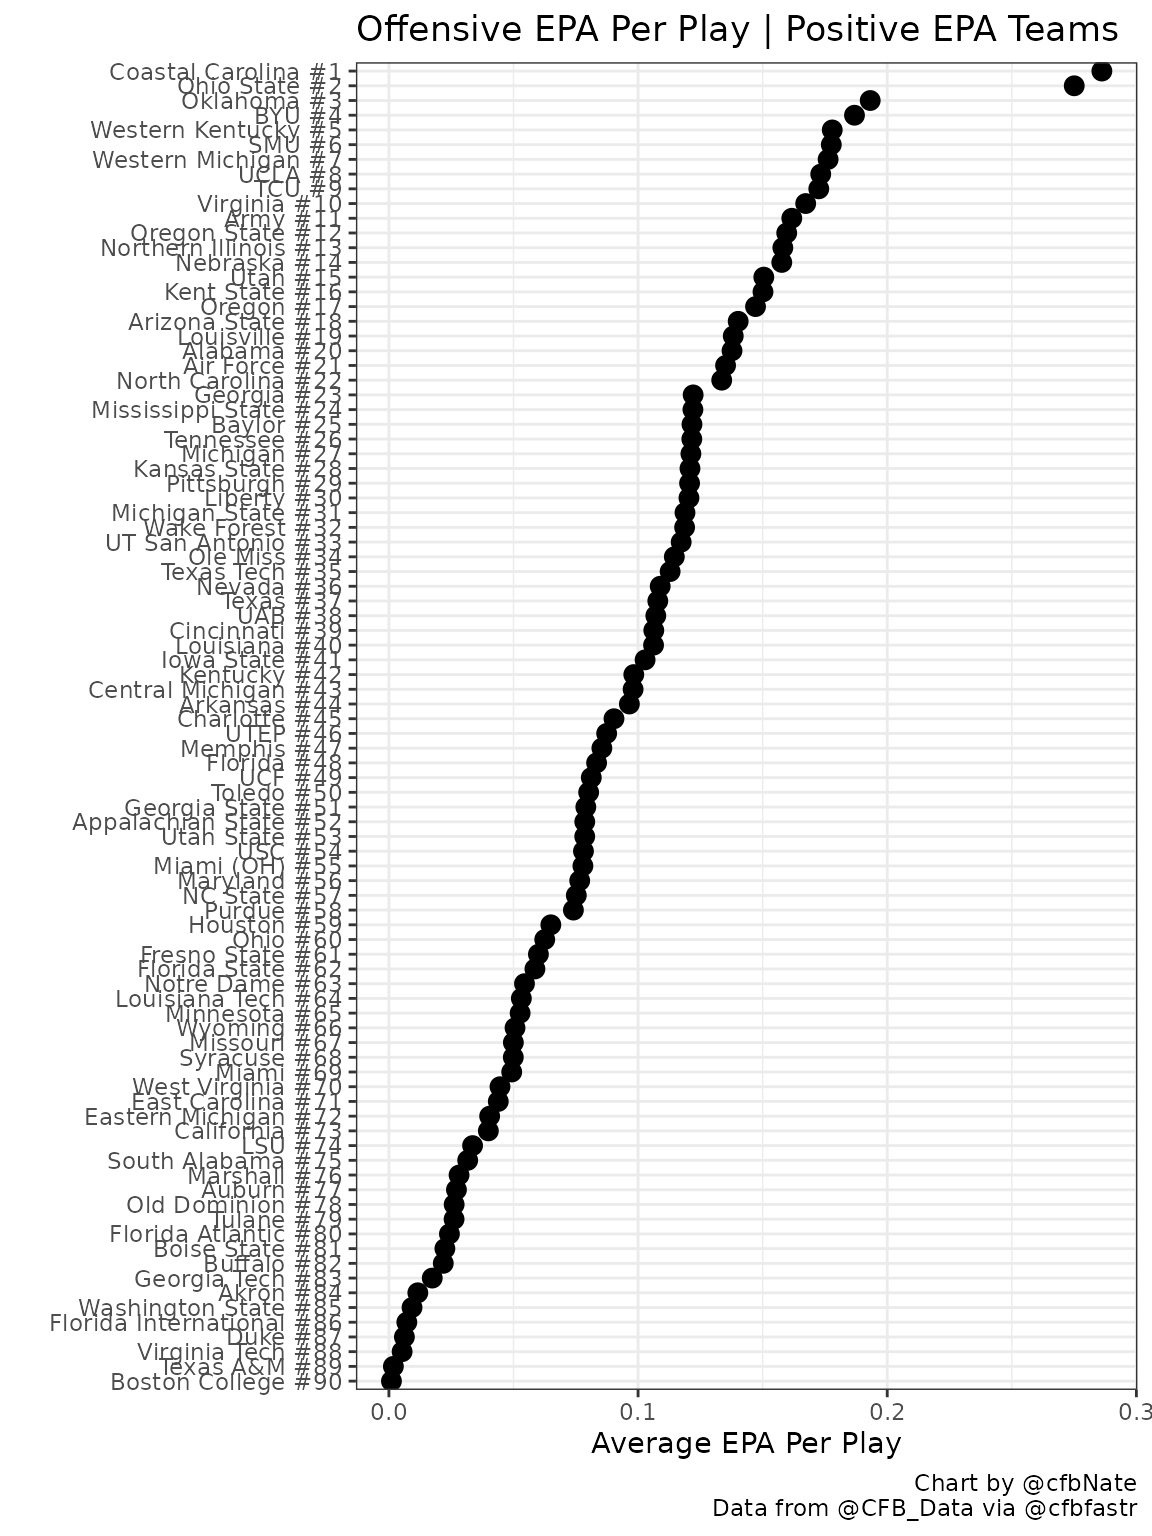 Offensive EPA Per Play | Positive EPA Teams
Coastal Carolina #1
Ohio State #2
Oklahoma #3
BYU #4
Western Kentucky #5
SMU #6
Western Michigan #7
UCLA #8
TCU #9
Virginia #10
Army #11
Oregon State #12
Northern Illinois #13
Nebraska #14
Utah #15
Kent State #16
Oregon #17
Arizona State #18
Louisville #19
Alabama #20
Air Force #21
North Carolina #22
Georgia #23
Mississippi State #24
Baylor #25
Tennessee #26
Michigan #27
Kansas State #28
Pittsburgh #29
Liberty #30
Michigan State #31
Wake Forest #32
UT San Antonio #33
Ole Miss #34
Texas Tech #35
Nevada #36
Texas #37
UAB #38
Cincinnati #39
Louisiana #40
Iowa State #41
Kentucky #42
Central Michigan #43
Arkansas #44
Charlotte #45
UTEP #46
Memphis #47
Florida #48
UCF #49
Toledo #50
Georgia State #51
Appalachian State #52
Utah State #53
USC #54
Miami (OH) #55
Maryland #56
NC State #57
Purdue #58
Houston #59
Ohio #60
Fresno State #61
Florida State #62
Notre Dame #63
Louisiana Tech #64
Minnesota #65
Wyoming #66
Missouri #67
Syracuse #68
Miami #69
West Virginia #70
East Carolina #71
Eastern Michigan #72
California #73
LSU #74
South Alabama #75
Marshall #76
Auburn #77
Old Dominion #78
Tulane #79
Florida Atlantic #80
Boise State #81
Buffalo #82
Georgia Tech #83
Akron #84
Washington State #85
Florida International #86
Duke #87
Virginia Tech #88
Texas A&M #89
Boston College #90
0.0 0.1 0.2 0.3
Average EPA Per Play
Chart by @cfbNate
Data from @CFB_Data via @cfbfastr